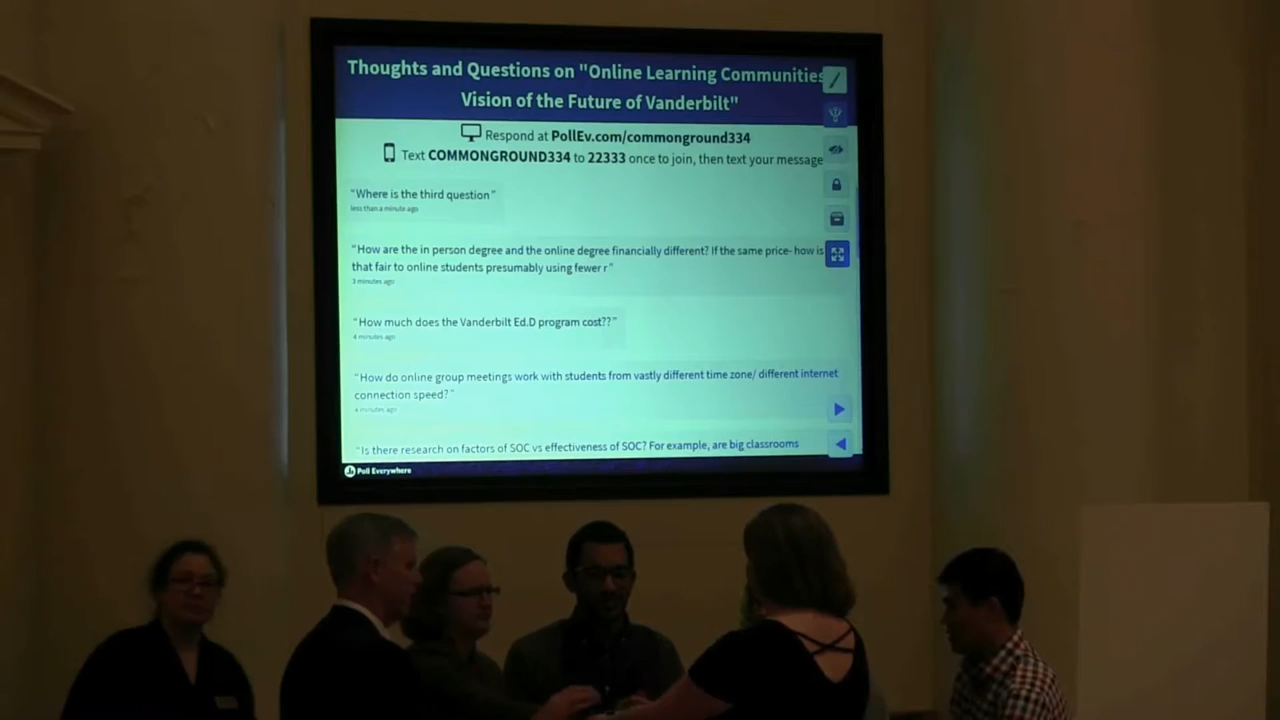 Thoughts and Questions on "Online Learning Communities
Vision of the Future of Vanderbilt"
Respond at PollEv.com/commonground334
Text COMMONGROUND334 to 22333 once to join, then text your message
"Where is the third question"
less than a minute ago
"How are the in person degree and the online degree financially different? If the same price- how is
that fair to online students presumably using fewer r"
3 minutes ago
"How much does the Vanderbilt Ed.D program cost??"
4 minutes ago
"How do online group meetings work with students from vastly different time zone/ different internet
connection speed?"
4 minutes ago
"Is there research on factors of SOC vs effectiveness of SOC? For example, are big classrooms
Poll Everywhere